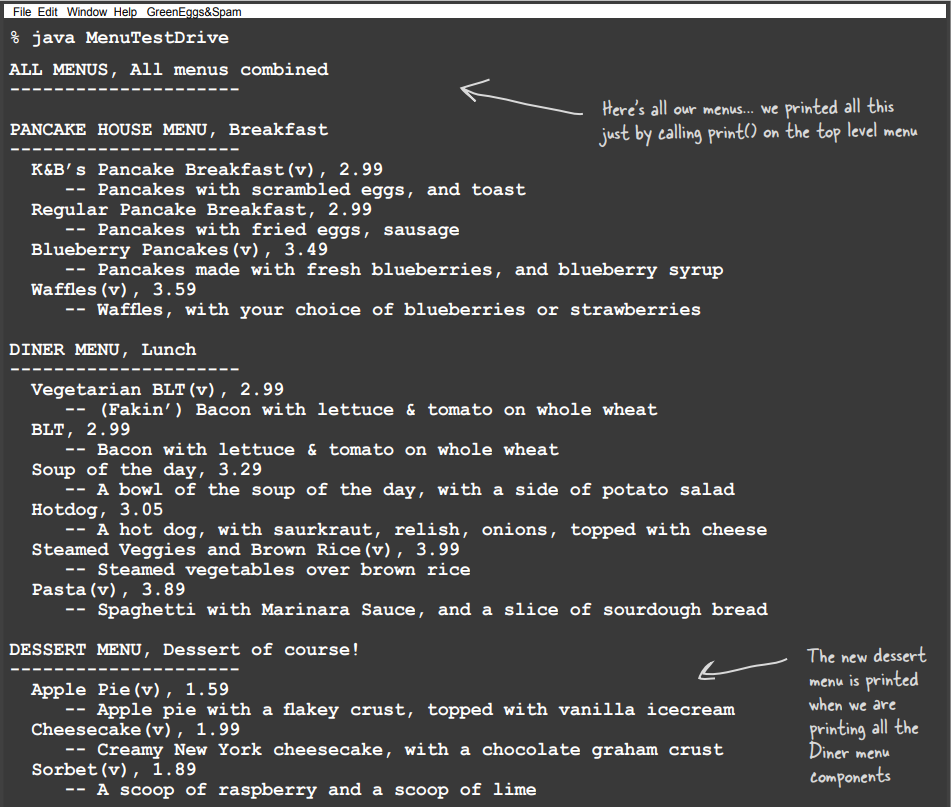 File Edit Window Help GreenEggs&Spam
% java MenuTestDrive
ALL MENUS, All menus combined
---------------------
Here's all our menus... we printed all this
just by calling print() on the top level menu
PANCAKE HOUSE MENU, Breakfast
---------------------
K&B's Pancake Breakfast(v), 2.99
-- Pancakes with scrambled eggs, and toast
Regular Pancake Breakfast, 2.99
-- Pancakes with fried eggs, sausage
Blueberry Pancakes(v), 3.49
-- Pancakes made with fresh blueberries, and blueberry syrup
Waffles(v), 3.59
-- Waffles, with your choice of blueberries or strawberries
DINER MENU, Lunch
---------------------
Vegetarian BLT(v), 2.99
-- (Fakin') Bacon with lettuce & tomato on whole wheat
BLT, 2.99
-- Bacon with lettuce & tomato on whole wheat
Soup of the day, 3.29
-- A bowl of the soup of the day, with a side of potato salad
Hotdog, 3.05
-- A hot dog, with saurkraut, relish, onions, topped with cheese
Steamed Veggies and Brown Rice(v), 3.99
-- Steamed vegetables over brown rice
Pasta(v), 3.89
-- Spaghetti with Marinara Sauce, and a slice of sourdough bread
DESSERT MENU, Dessert of course!
---------------------
Apple Pie(v), 1.59
-- Apple pie with a flakey crust, topped with vanilla icecream
Cheesecake(v), 1.99
-- Creamy New York cheesecake, with a chocolate graham crust
Sorbet(v), 1.89
-- A scoop of raspberry and a scoop of lime
The new dessert
menu is printed
when we are
printing all the
Diner menu
components